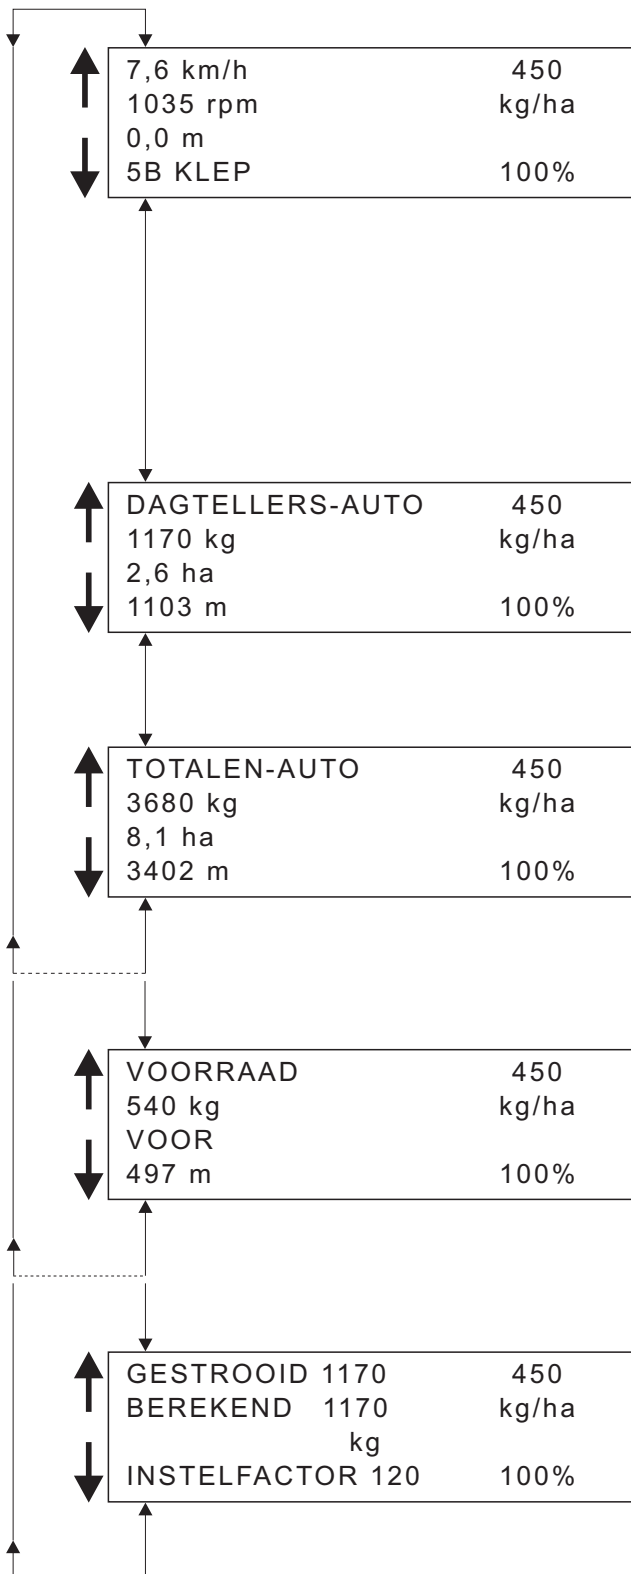 7,6 km/h 450
1035 rpm kg/ha
0,0 m
5B KLEP 100%
DAGTELLERS-AUTO 450
1170 kg kg/ha
2,6 ha
1103 m 100%
TOTALEN-AUTO 450
3680 kg kg/ha
8,1 ha
3402 m 100%
VOORRAAD 450
540 kg kg/ha
VOOR
497 m 100%
GESTROOID 1170 450
BEREKEND 1170 kg/ha
kg
INSTELFACTOR 120 100%